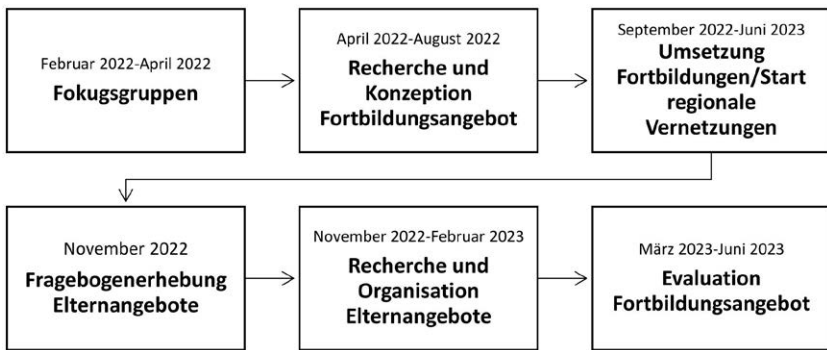 Februar 2022-April 2022
Fokugsgruppen
April 2022-August 2022
Recherche und
Konzeption
Fortbildungsangebot
September 2022-Juni 2023
Umsetzung
Fortbildungen/Start
regionale
Vernetzungen
November 2022
Fragebogenerhebung
Elternangebote
November 2022-Februar 2023
Recherche und
Organisation
Elternangebote
März 2023-Juni 2023
Evaluation
Fortbildungsangebot